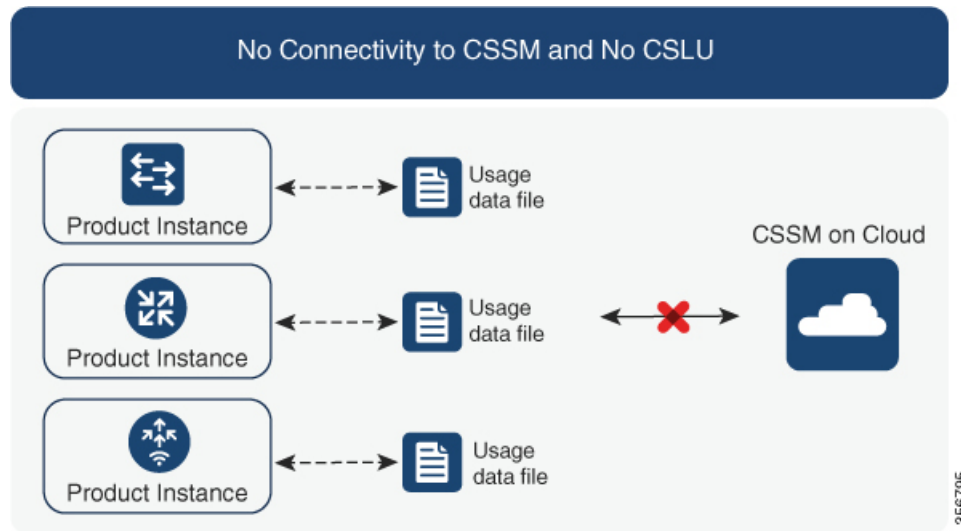 No Connectivity to CSSM and No CSLU
Product Instance
Usage
data file
Product Instance
Usage
data file
CSSM on Cloud
Product Instance
Usage
data file
356795